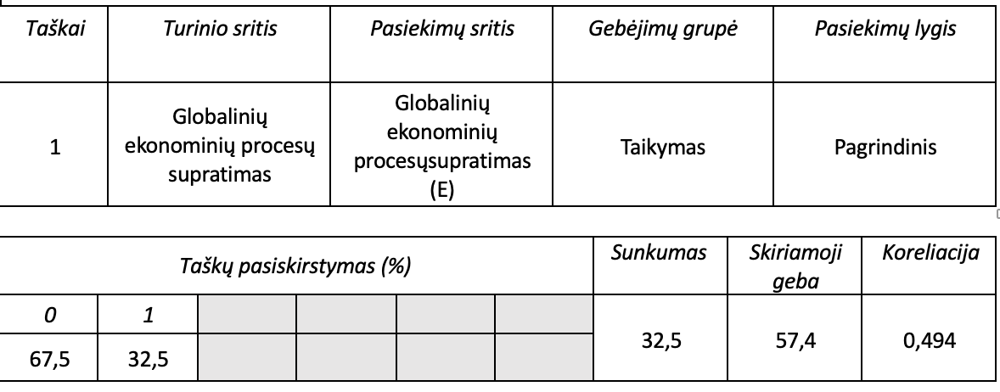 Taškai Turinio sritis Pasiekimų sritis Gebėjimų grupė Pasiekimų lygis
1
Globalinių
ekonominių procesų
supratimas
Globalinių
ekonominių
procesųsupratimas
(E)
Taikymas
Pagrindinis
Taškų pasiskirstymas (%)
Sunkumas
Skiriamoji
geba
Koreliacija
0 1
67,5 32,5
32,5 57,4 0,494